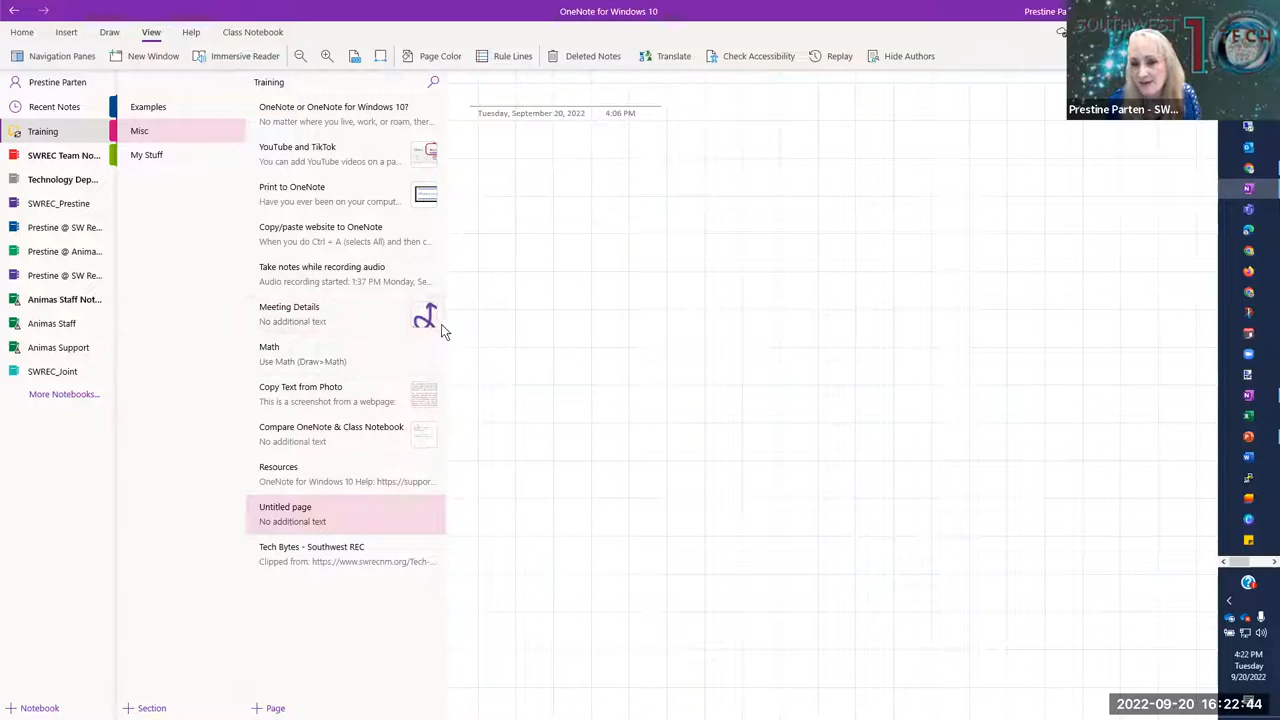 OneNote for Windows 10
Prestine Pa
Home
Insert
Draw
View
Help
Class Notebook
Navigation Panes
New Window
Immersive Reader
Page Color
Rule Lines
Deleted Notes
Translate
Check Accessibility
Replay
Hide Authors
Prestine Parten
Recent Notes
Training
SWREC Team No...
Technology Dep...
SWREC_Prestine
Prestine @ SW Re...
Prestine @ Anima...
Prestine @ SW Re...
Animas Staff Not...
Animas Staff
Animas Support
SWREC_Joint
More Notebooks...
Examples
Misc
My Stuff
Training
OneNote or OneNote for Windows 10?
No matter where you live, work, or roam, ther...
YouTube and TikTok
You can add YouTube videos on a pa...
Print to OneNote
Have you ever been on your comput...
Copy/paste website to OneNote
When you do Ctrl + A (selects All) and then c...
Take notes while recording audio
Audio recording started: 1:37 PM Monday, Se...
Meeting Details
No additional text
Math
Use Math (Draw>Math)
Copy Text from Photo
This is a screenshot from a webpage:
Compare OneNote & Class Notebook
No additional text
Resources
OneNote for Windows 10 Help: https://suppor...
Untitled page
No additional text
Tech Bytes - Southwest REC
Clipped from: https://www.swrecnm.org/Tech-...
Tuesday, September 20, 2022 4:06 PM
SOUTHWEST
TECH
Prestine Parten - SW...
4:22 PM
Tuesday
9/20/2022
2022-09-20 16:22:44
+ Notebook
+ Section
+ Page